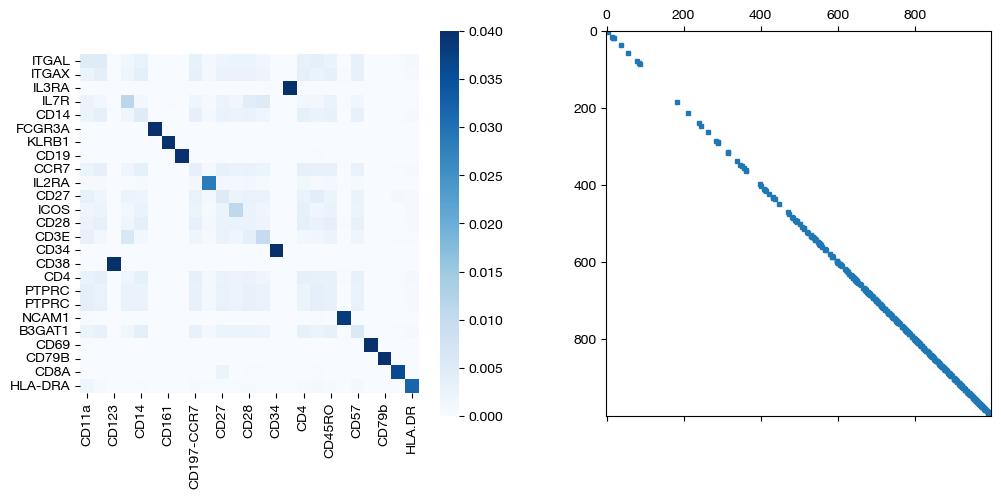 ITGAL
ITGAX
IL3RA
IL7R
CD14
FCGR3A
KLRB1
CD19
CCR7
IL2RA
CD27
ICOS
CD28
CD3E
CD34
CD38
CD4
PTPRC
PTPRC
NCAM1
B3GAT1
CD69
CD79B
CD8A
HLA-DRA
CD11a
CD123
CD14
CD161
CD197-CCR7
CD27
CD28
CD34
CD4
CD45RO
CD57
CD79b
HLA.DR
0.040
0.035
0.030
0.025
0.020
0.015
0.010
0.005
0.000
0 200 400 600 800
0
200
400
600
800